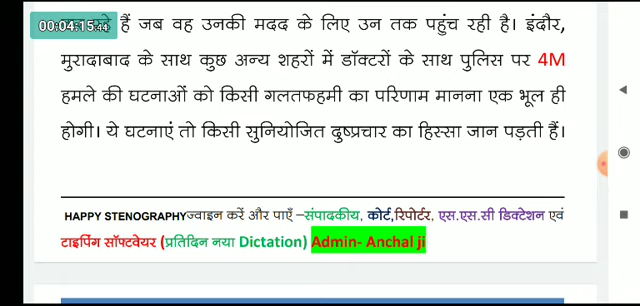 00:04:15:44 रहे हैं जब वह उनकी मदद के लिए उन तक पहुंच रही है। इंदौर,
मुरादाबाद के साथ कुछ अन्य शहरों में डॉक्टरों के साथ पुलिस पर 4M
हमले की घटनाओं को किसी गलतफहमी का परिणाम मानना एक भूल ही
होगी। ये घटनाएं तो किसी सुनियोजित दुष्प्रचार का हिस्सा जान पड़ती हैं।
HAPPY STENOGRAPHYज्वाइन करें और पाएँ –संपादकीय, कोर्ट,रिपोर्टर, एस.एस.सी डिक्टेशन एवं
टाइपिंग सॉफ्टवेयर (प्रतिदिन नया Dictation) Admin- Anchal ji